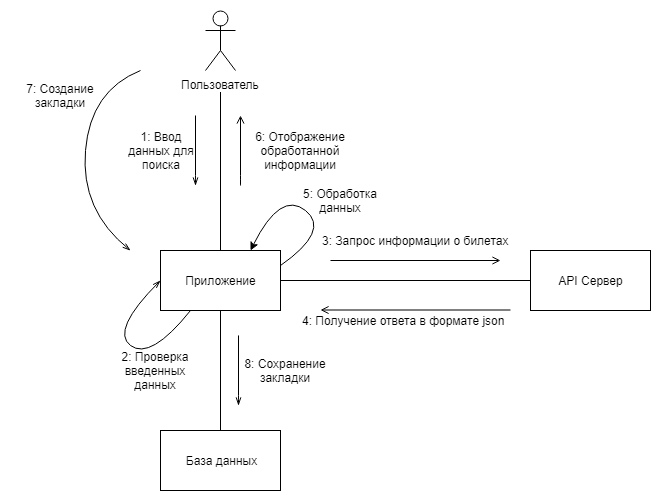 Пользователь
7: Создание
закладки
1: Ввод
данных для
поиска
6: Отображение
обработанной
информации
5: Обработка
данных
3: Запрос информации о билетах
Приложение
API Сервер
4: Получение ответа в формате json
2: Проверка
введенных
данных
8: Сохранение
закладки
База данных